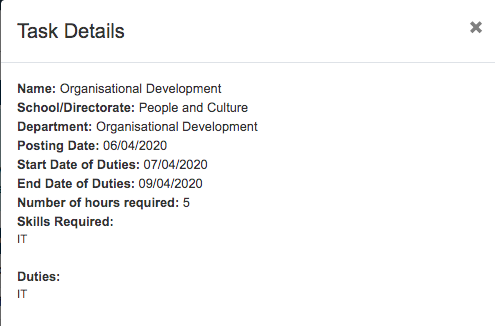 Task Details
Name: Organisational Development
School/Directorate: People and Culture
Department: Organisational Development
Posting Date: 06/04/2020
Start Date of Duties: 07/04/2020
End Date of Duties: 09/04/2020
Number of hours required: 5
Skills Required:
IT
Duties:
IT